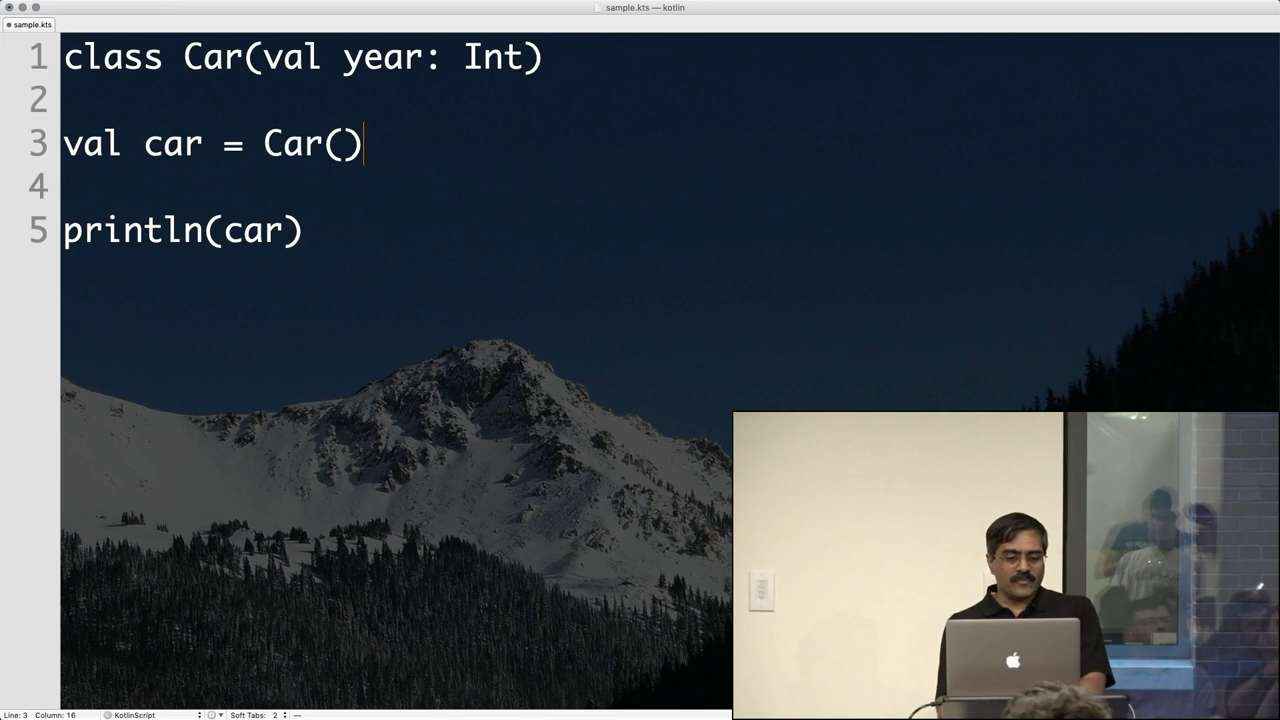 sample.kts — kotlin
sample.kts
1 class Car(val year: Int)
2
3 val car = Car()
4
5 println(car)
Line: 3 Column: 16 KotlinScript Soft Tabs: 2 —